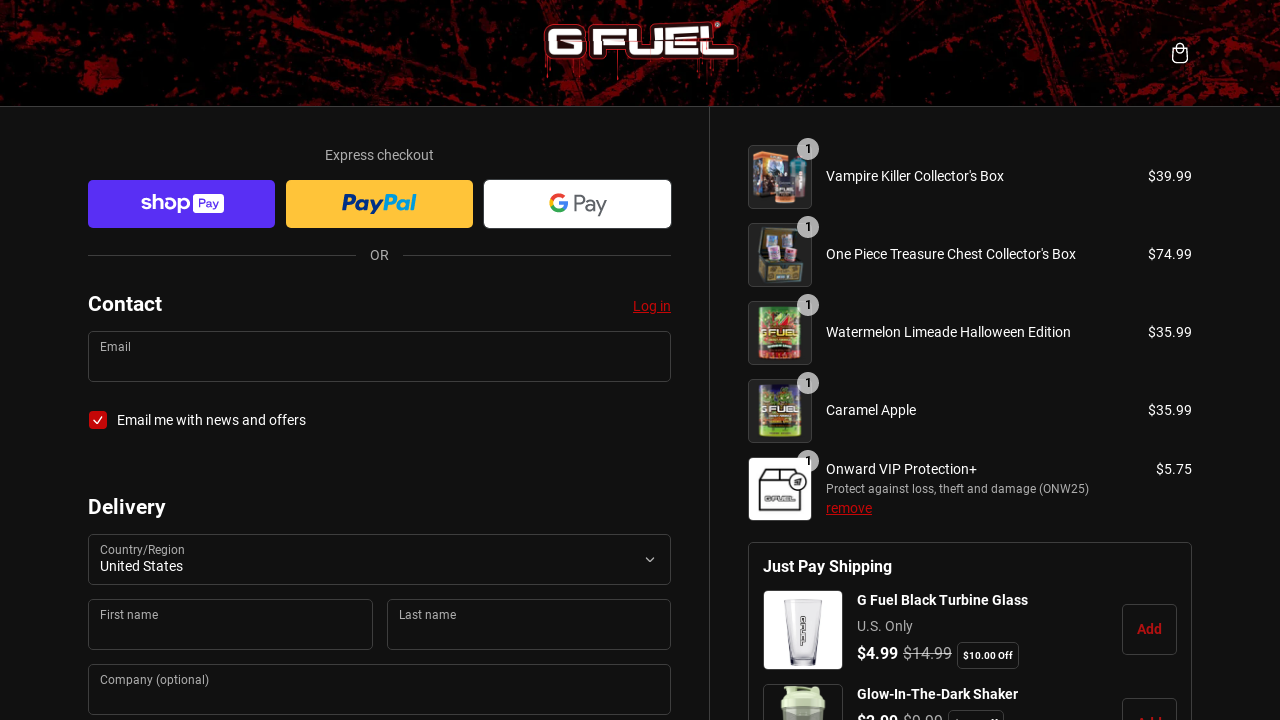 G FUEL
Express checkout
shop Pay
PayPal
G Pay
OR
Contact
Log in
Email
Email me with news and offers
Delivery
Country/Region
United States
First name
Last name
Company (optional)
1
Vampire Killer Collector's Box
$39.99
1
One Piece Treasure Chest Collector's Box
$74.99
1
Watermelon Limeade Halloween Edition
$35.99
1
Caramel Apple
$35.99
1
Onward VIP Protection+
$5.75
Protect against loss, theft and damage (ONW25)
remove
Just Pay Shipping
G Fuel Black Turbine Glass
U.S. Only
$4.99 $14.99 $10.00 Off
Add
Glow-In-The-Dark Shaker